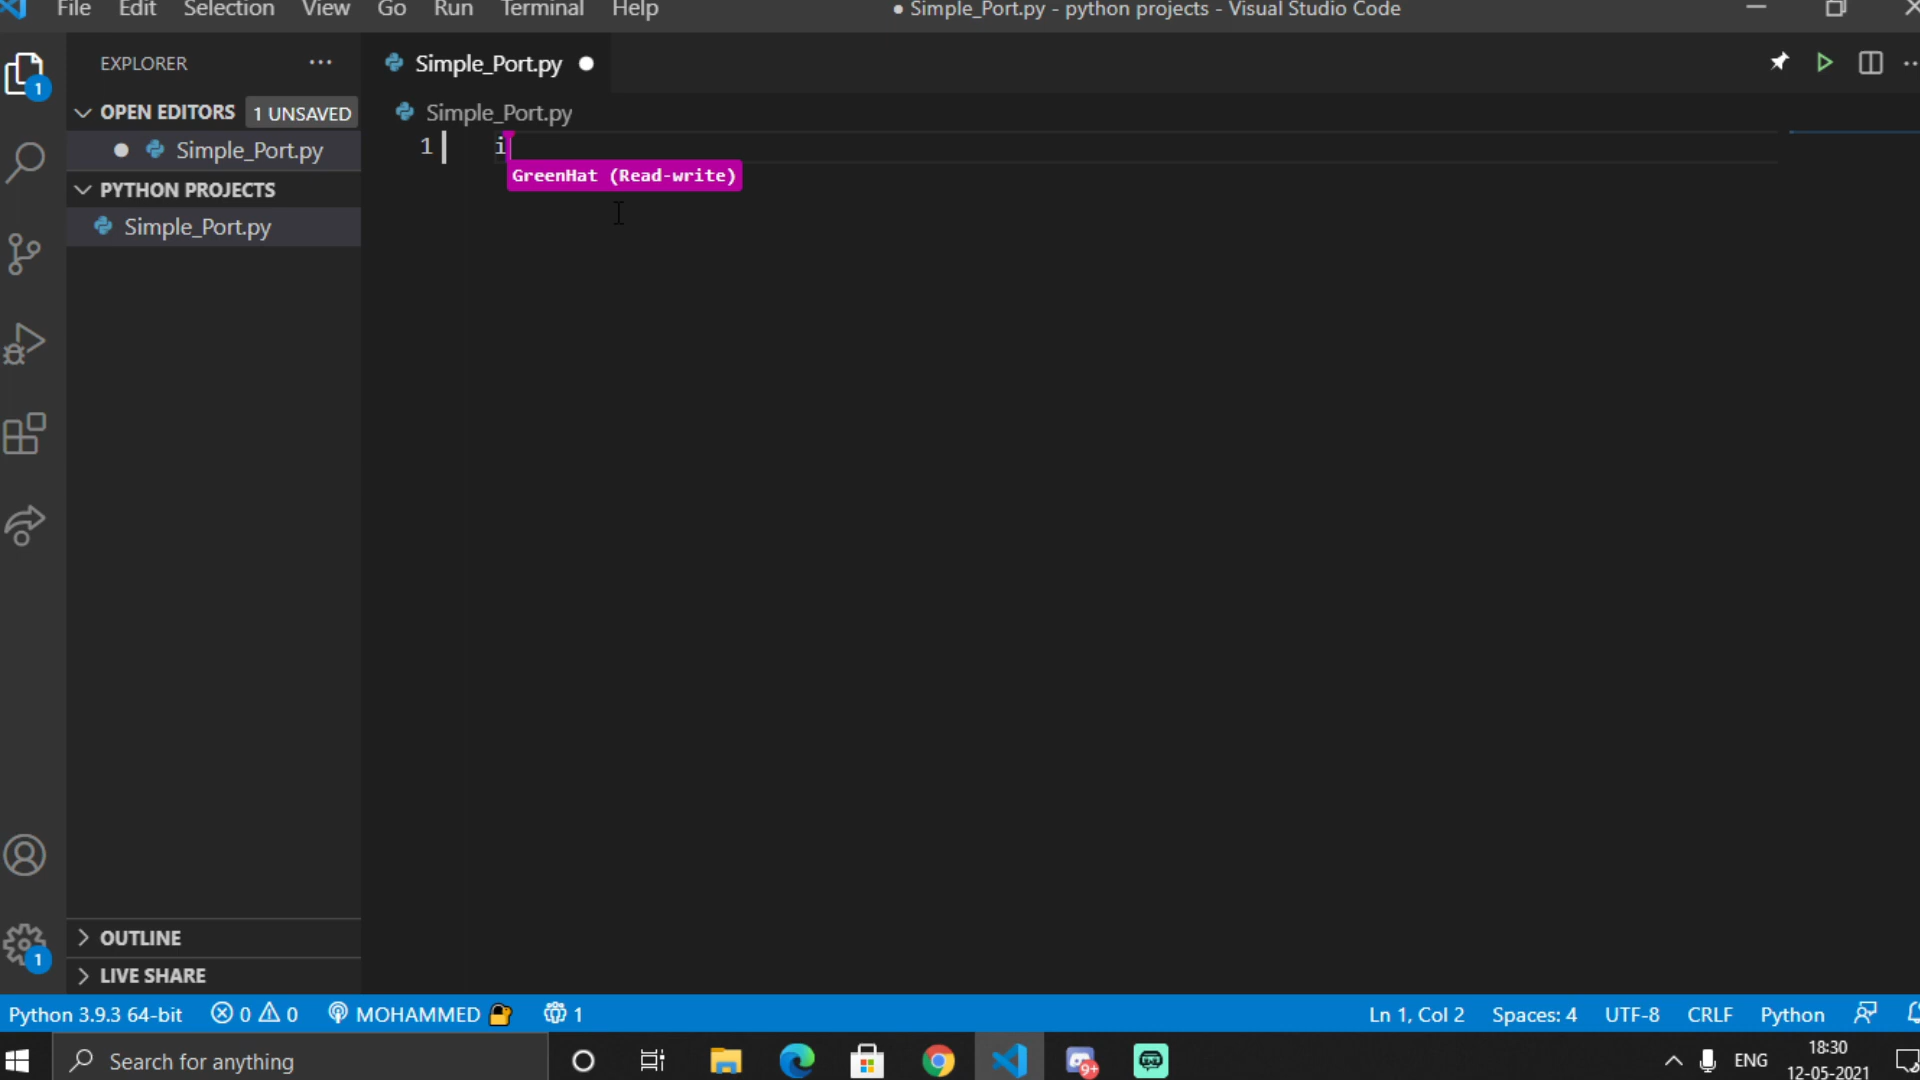 File Edit Selection View Go Run Terminal Help
● Simple_Port.py - python projects - Visual Studio Code
EXPLORER
Simple_Port.py
OPEN EDITORS 1 UNSAVED
Simple_Port.py
1
Simple_Port.py
1 i
GreenHat (Read-write)
PYTHON PROJECTS
Simple_Port.py
OUTLINE
1
LIVE SHARE
Python 3.9.3 64-bit 0 0 MOHAMMED 1 Ln 1, Col 2 Spaces: 4 UTF-8 CRLF Python
Search for anything
9+
ENG
18:30
12-05-2021